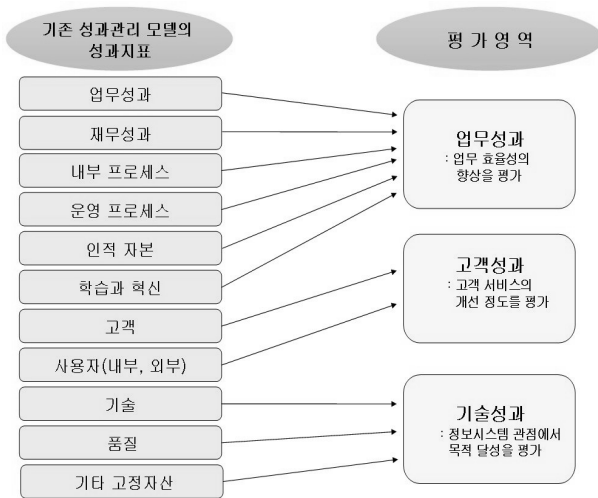 기존 성과관리 모델의
성과지표
업무성과
재무성과
내부 프로세스
운영 프로세스
인적 자본
학습과 혁신
고객
사용자(내부, 외부)
기술
품질
기타 고정자산
평 가 영 역
업무성과
: 업무 효율성의
향상을 평가
고객성과
: 고객 서비스의
개선 정도를 평가
기술성과
: 정보시스템 관점에서
목적 달성을 평가